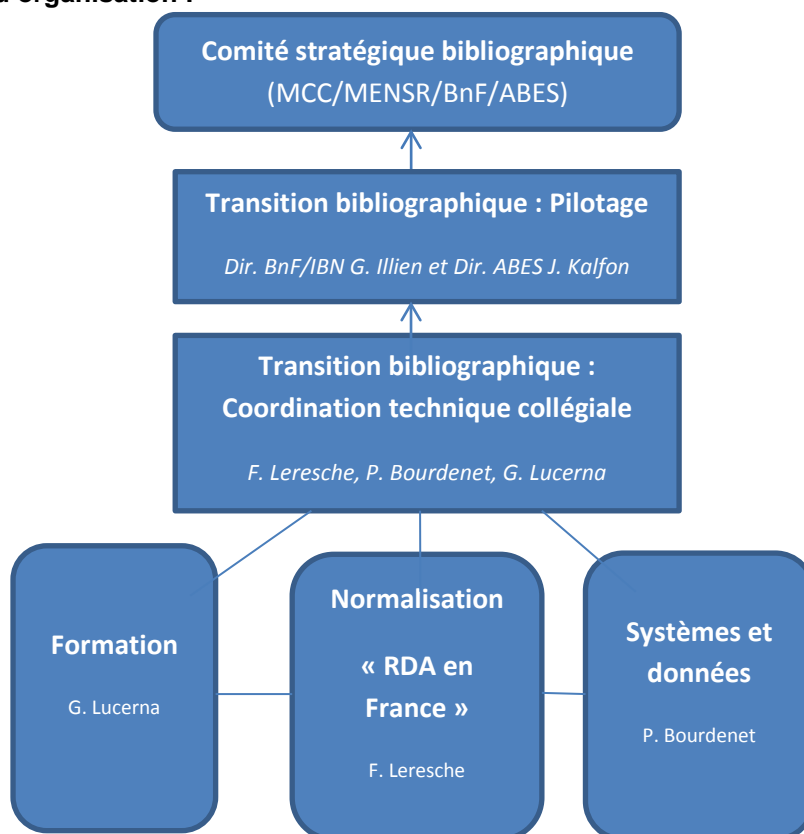 d'organisation :
Comité stratégique bibliographique
(MCC/MENSR/BnF/ABES)
Transition bibliographique : Pilotage
Dir. BnF/IBN G. Illien et Dir. ABES J. Kalfon
Transition bibliographique :
Coordination technique collégiale
F. Leresche, P. Bourdenet, G. Lucerna
Formation
G. Lucerna
Normalisation
« RDA en
France »
F. Leresche
Systèmes et
données
P. Bourdenet